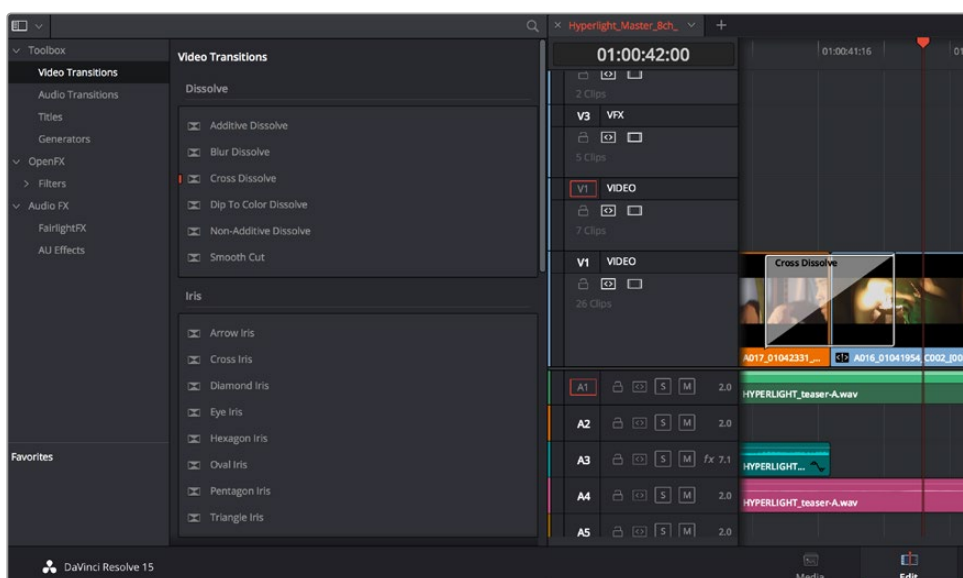 Hyperlight_Master_8ch_
Toolbox
Video Transitions
Audio Transitions
Titles
Generators
OpenFX
Filters
Audio FX
FairlightFX
AU Effects
Favorites
Video Transitions
Dissolve
Additive Dissolve
Blur Dissolve
Cross Dissolve
Dip To Color Dissolve
Non-Additive Dissolve
Smooth Cut
Iris
Arrow Iris
Cross Iris
Diamond Iris
Eye Iris
Hexagon Iris
Oval Iris
Pentagon Iris
Triangle Iris
01:00:42:00
01:00:41:16
2 Clips
V3 VFX
5 Clips
V1 VIDEO
7 Clips
V1 VIDEO
26 Clips
Cross Dissolve
A017_01042331_...
A016_01041954_C002_[00
A1 S M 2.0
HYPERLIGHT_teaser-A.wav
A2 S M 2.0
A3 S M fx 7.1
HYPERLIGHT...
A4 S M 2.0
HYPERLIGHT_teaser-A.wav
A5 S M 2.0
DaVinci Resolve 15
Media
Edit